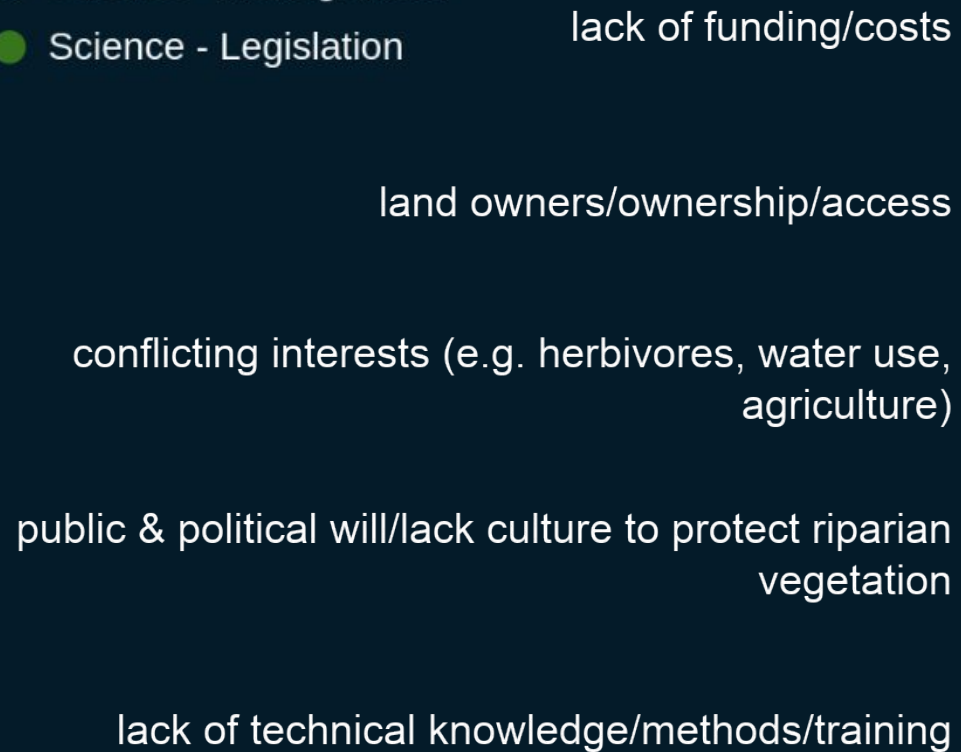 Science - Legislation
lack of funding/costs
land owners/ownership/access
conflicting interests (e.g. herbivores, water use,
agriculture)
public & political will/lack culture to protect riparian
vegetation
lack of technical knowledge/methods/training